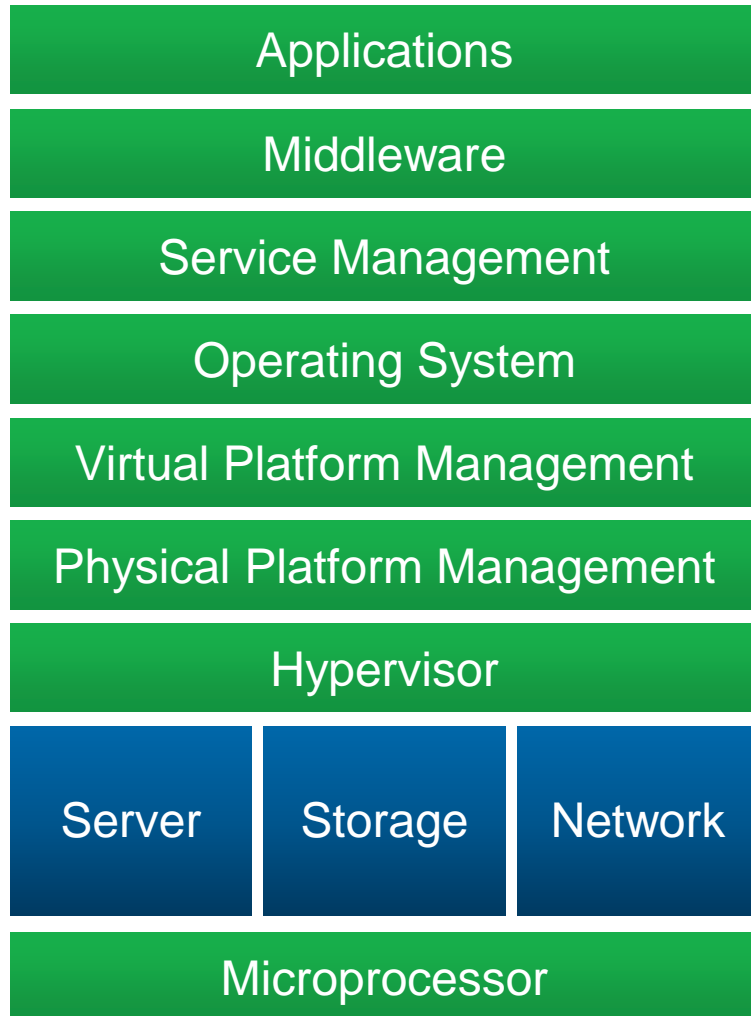 Applications
Middleware
Service Management
Operating System
Virtual Platform Management
Physical Platform Management
Hypervisor
Server
Storage
Network
Microprocessor